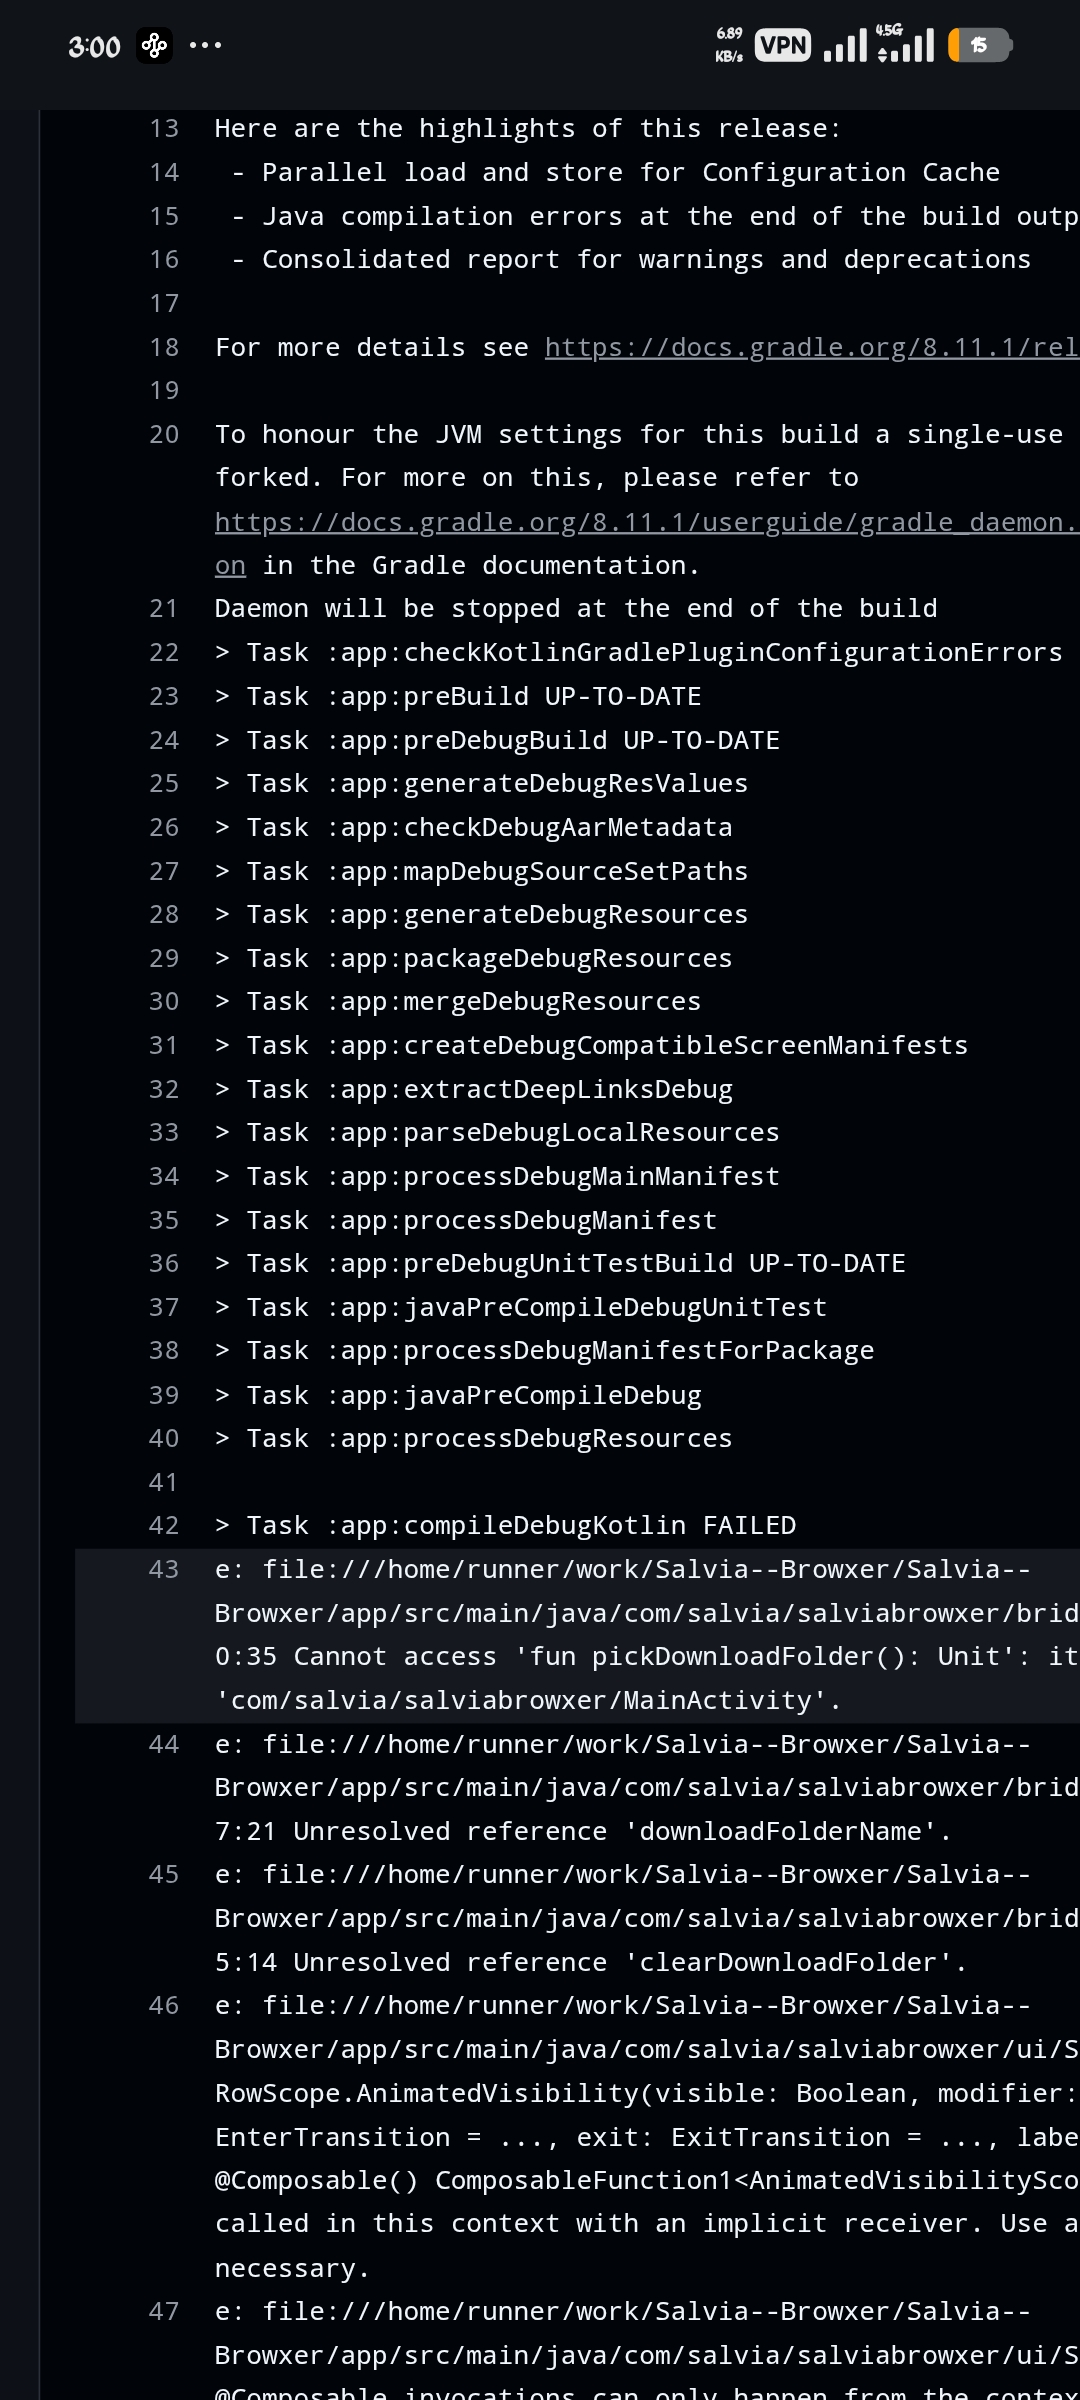 3:00 ... 6.89 KB/s VPN 4.5G 15
13 Here are the highlights of this release:
14 - Parallel load and store for Configuration Cache
15 - Java compilation errors at the end of the build outp
16 - Consolidated report for warnings and deprecations
17
18 For more details see https://docs.gradle.org/8.11.1/rel
19
20 To honour the JVM settings for this build a single-use
forked. For more on this, please refer to
https://docs.gradle.org/8.11.1/userguide/gradle_daemon.
on in the Gradle documentation.
21 Daemon will be stopped at the end of the build
22 > Task :app:checkKotlinGradlePluginConfigurationErrors
23 > Task :app:preBuild UP-TO-DATE
24 > Task :app:preDebugBuild UP-TO-DATE
25 > Task :app:generateDebugResValues
26 > Task :app:checkDebugAarMetadata
27 > Task :app:mapDebugSourceSetPaths
28 > Task :app:generateDebugResources
29 > Task :app:packageDebugResources
30 > Task :app:mergeDebugResources
31 > Task :app:createDebugCompatibleScreenManifests
32 > Task :app:extractDeepLinksDebug
33 > Task :app:parseDebugLocalResources
34 > Task :app:processDebugMainManifest
35 > Task :app:processDebugManifest
36 > Task :app:preDebugUnitTestBuild UP-TO-DATE
37 > Task :app:javaPreCompileDebugUnitTest
38 > Task :app:processDebugManifestForPackage
39 > Task :app:javaPreCompileDebug
40 > Task :app:processDebugResources
41
42 > Task :app:compileDebugKotlin FAILED
43 e: file:///home/runner/work/Salvia--Browxer/Salvia--
Browxer/app/src/main/java/com/salvia/salviabrowxer/brid
0:35 Cannot access 'fun pickDownloadFolder(): Unit': it
'com/salvia/salviabrowxer/MainActivity'.
44 e: file:///home/runner/work/Salvia--Browxer/Salvia--
Browxer/app/src/main/java/com/salvia/salviabrowxer/brid
7:21 Unresolved reference 'downloadFolderName'.
45 e: file:///home/runner/work/Salvia--Browxer/Salvia--
Browxer/app/src/main/java/com/salvia/salviabrowxer/brid
5:14 Unresolved reference 'clearDownloadFolder'.
46 e: file:///home/runner/work/Salvia--Browxer/Salvia--
Browxer/app/src/main/java/com/salvia/salviabrowxer/ui/S
RowScope.AnimatedVisibility(visible: Boolean, modifier:
EnterTransition = ..., exit: ExitTransition = ..., labe
@Composable() ComposableFunction1<AnimatedVisibilitySco
called in this context with an implicit receiver. Use a
necessary.
47 e: file:///home/runner/work/Salvia--Browxer/Salvia--
Browxer/app/src/main/java/com/salvia/salviabrowxer/ui/S
@Composable invocations can only happen from the contex